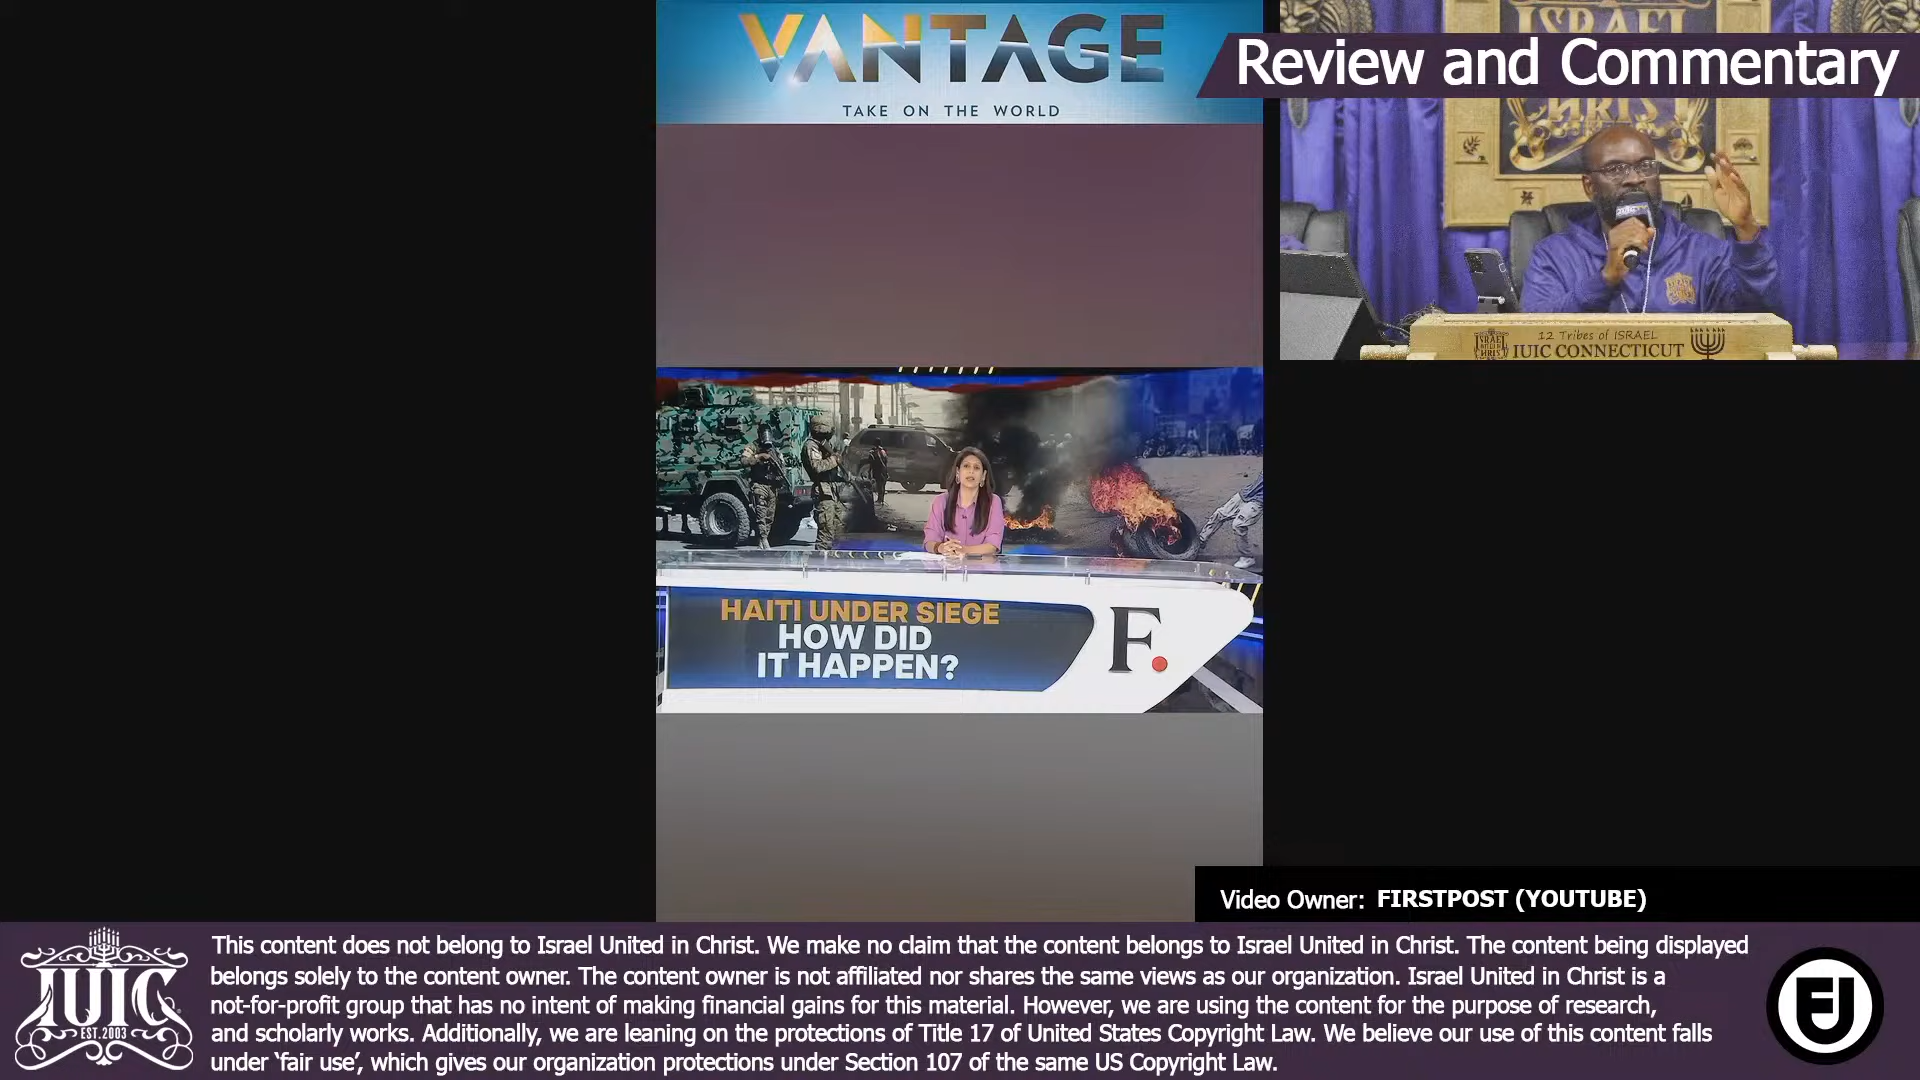 VANTAGE
TAKE ON THE WORLD
ISRAEL
Review and Commentary
CHRIST
12 Tribes of ISRAEL
IUIC CONNECTICUT
HAITI UNDER SIEGE
HOW DID
IT HAPPEN?
F.
Video Owner: FIRSTPOST (YOUTUBE)
This content does not belong to Israel United in Christ. We make no claim that the content belongs to Israel United in Christ. The content being displayed
belongs solely to the content owner. The content owner is not affiliated nor shares the same views as our organization. Israel United in Christ is a
not-for-profit group that has no intent of making financial gains for this material. However, we are using the content for the purpose of research,
and scholarly works. Additionally, we are leaning on the protections of Title 17 of United States Copyright Law. We believe our use of this content falls
under ‘fair use’, which gives our organization protections under Section 107 of the same US Copyright Law.
IUIC
EST. 2003